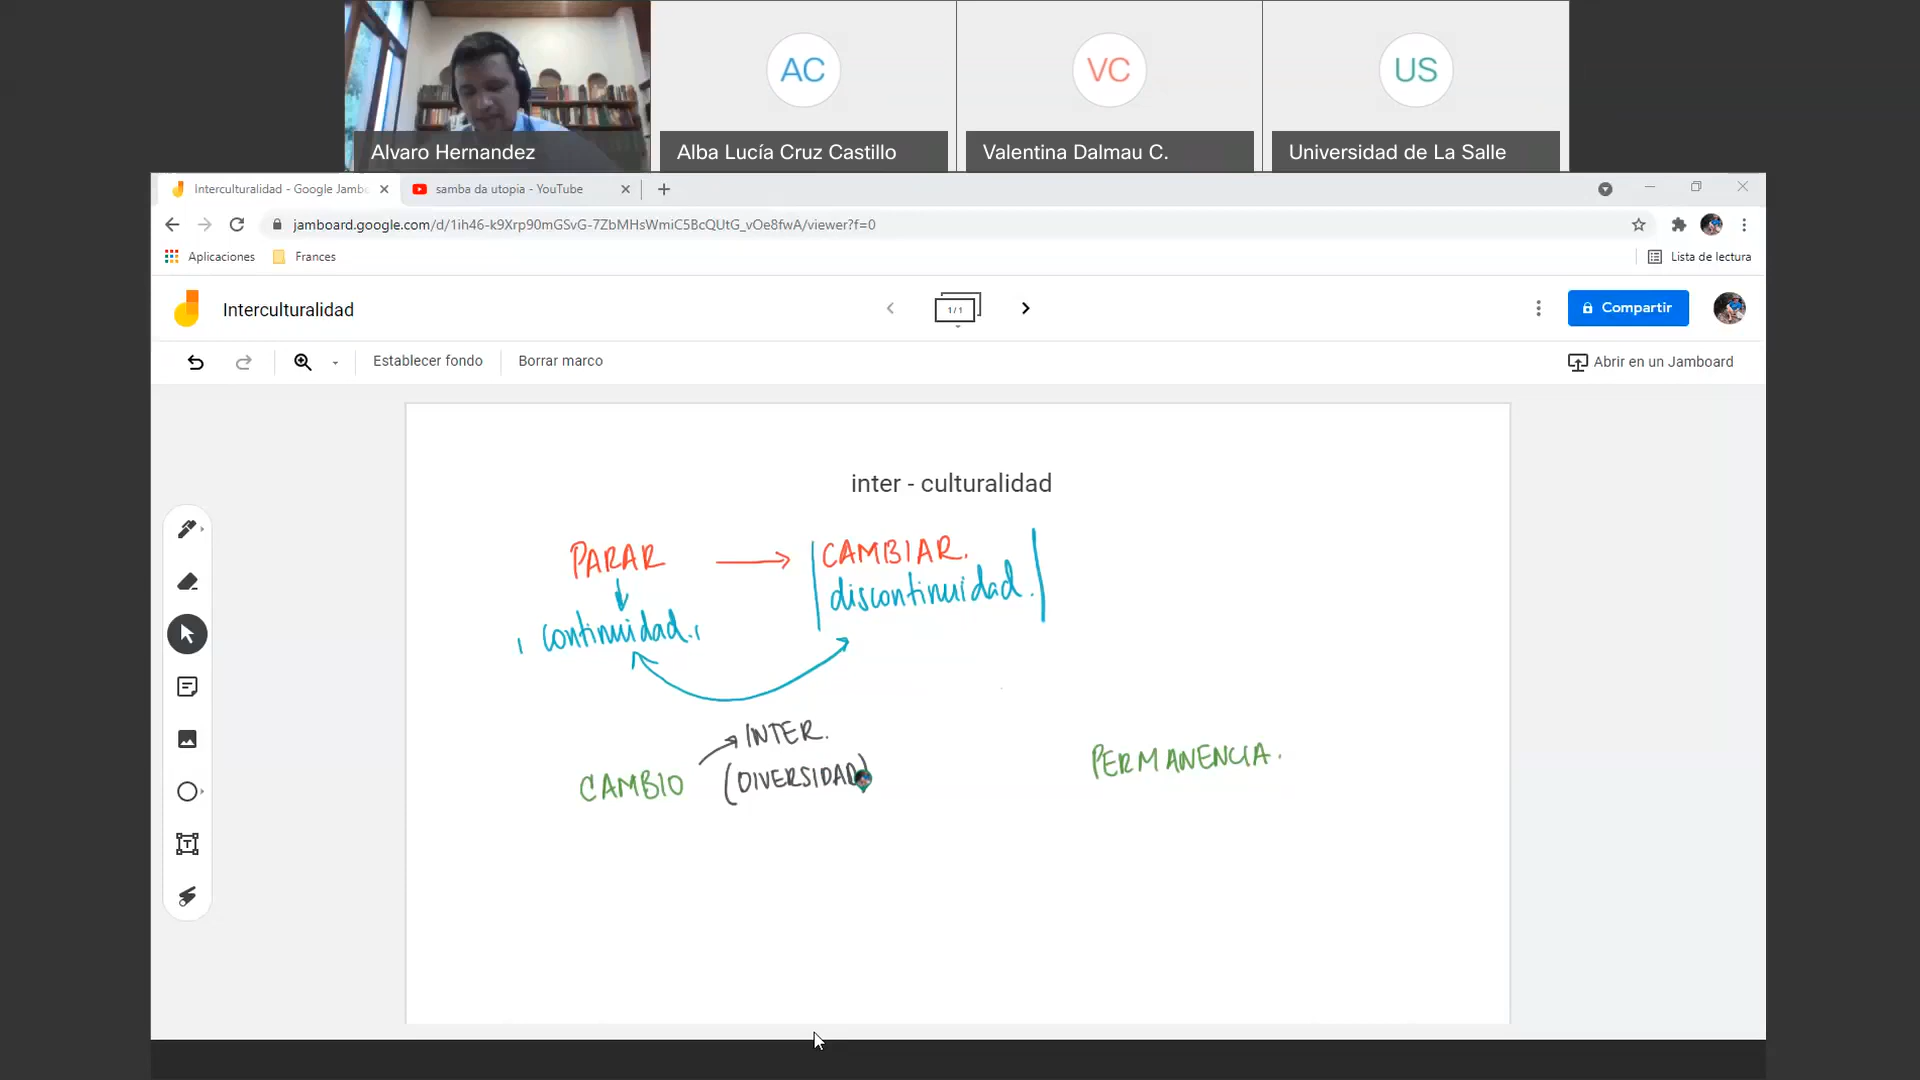 AC
VC
US
Alvaro Hernandez
Alba Lucía Cruz Castillo
Valentina Dalmau C.
Universidad de La Salle
Interculturalidad - Google Jambo
samba da utopia - YouTube
jamboard.google.com/d/1ih46-k9Xrp90mGSvG-7ZbMHsWmiC5BcQUtG_vOe8fwA/viewer?f=0
Aplicaciones
Frances
Lista de lectura
Interculturalidad
1/1
Compartir
Establecer fondo
Borrar marco
Abrir en un Jamboard
inter - culturalidad
PARAR → CAMBIAR.
discontinuidad.
continuidad.
INTER.
CAMBIO (DIVERSIDAD)
PERMANENCIA.